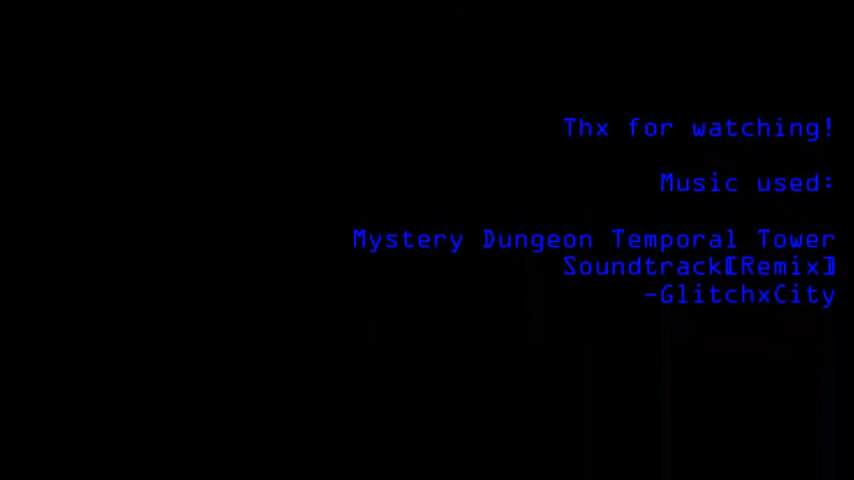 Thx for watching!
Music used:
Mystery Dungeon Temporal Tower
Soundtrack[Remix]
-GlitchxCity